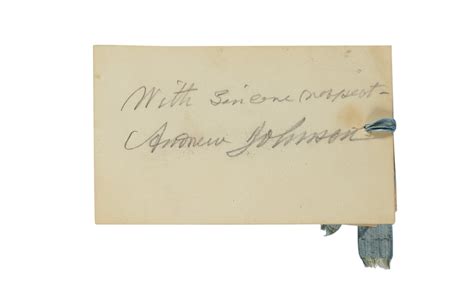 With sincere respect-
Andrew Johnson